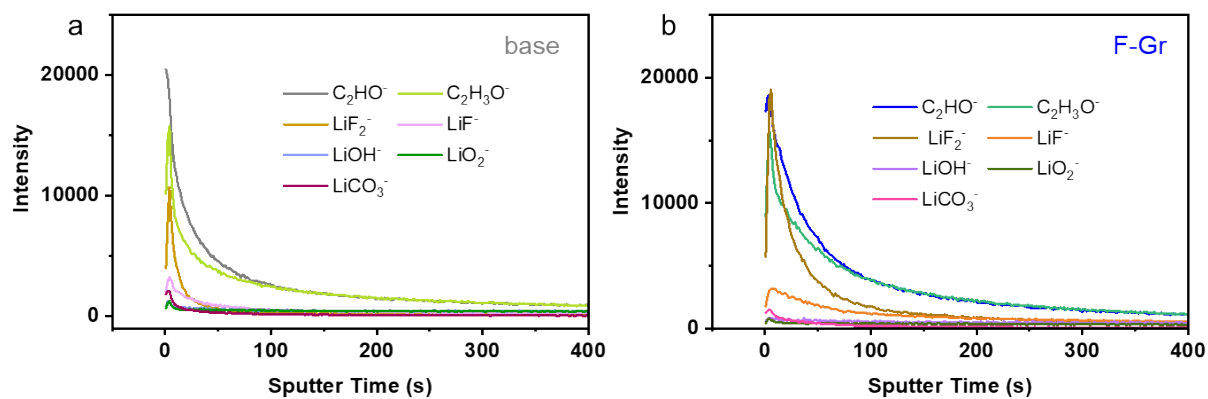 a
base
20000
10000
0
Intensity
C₂HO⁻ C₂H₃O⁻
LiF₂⁻ LiF⁻
LiOH⁻ LiO₂⁻
LiCO₃⁻
0 100 200 300 400
Sputter Time (s)
b
F-Gr
20000
10000
0
Intensity
C₂HO⁻ C₂H₃O⁻
LiF₂⁻ LiF⁻
LiOH⁻ LiO₂⁻
LiCO₃⁻
0 100 200 300 400
Sputter Time (s)